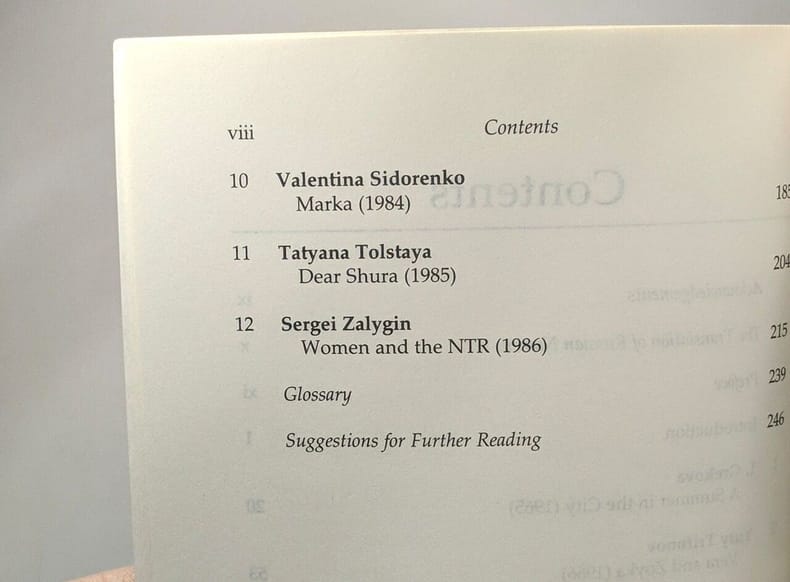 viii Contents
10 Valentina Sidorenko
Marka (1984) 185
11 Tatyana Tolstaya
Dear Shura (1985) 204
12 Sergei Zalygin
Women and the NTR (1986) 215
Glossary 239
Suggestions for Further Reading 246